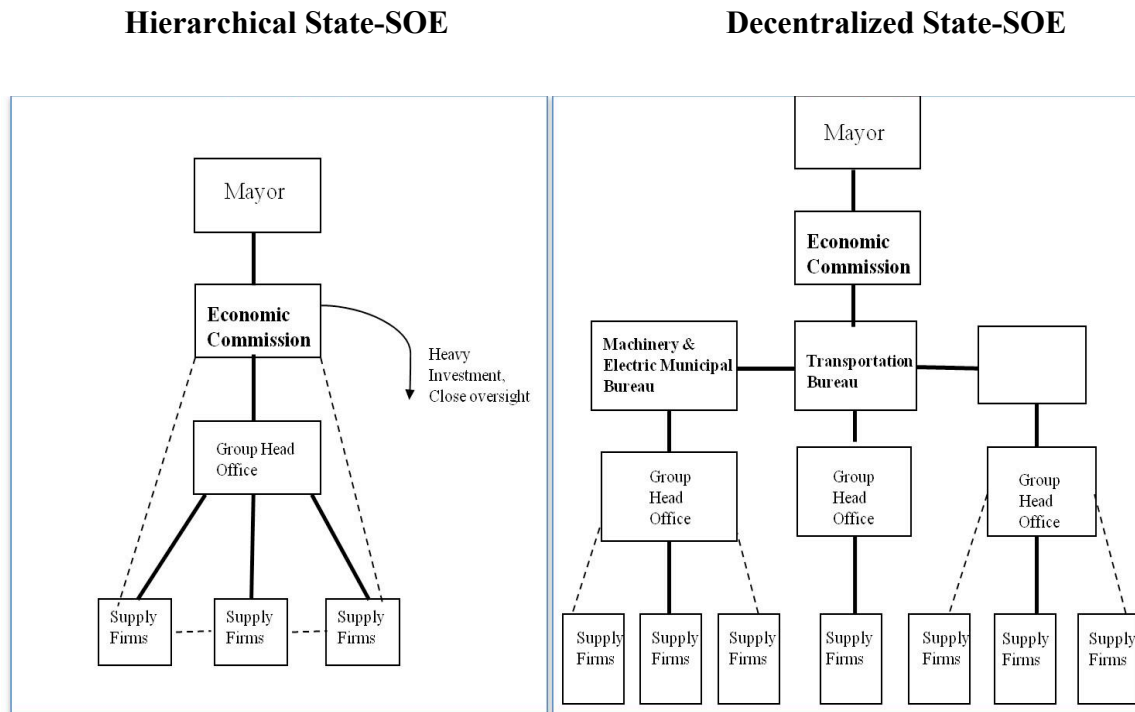 Hierarchical State-SOE
Decentralized State-SOE
Mayor
Economic
Commission
Heavy
Investment,
Close oversight
Group Head
Office
Supply
Firms
Supply
Firms
Supply
Firms
Mayor
Economic
Commission
Machinery &
Electric Municipal
Bureau
Transportation
Bureau
Group
Head
Office
Group
Head
Office
Group
Head
Office
Supply
Firms
Supply
Firms
Supply
Firms
Supply
Firms
Supply
Firms
Supply
Firms
Supply
Firms